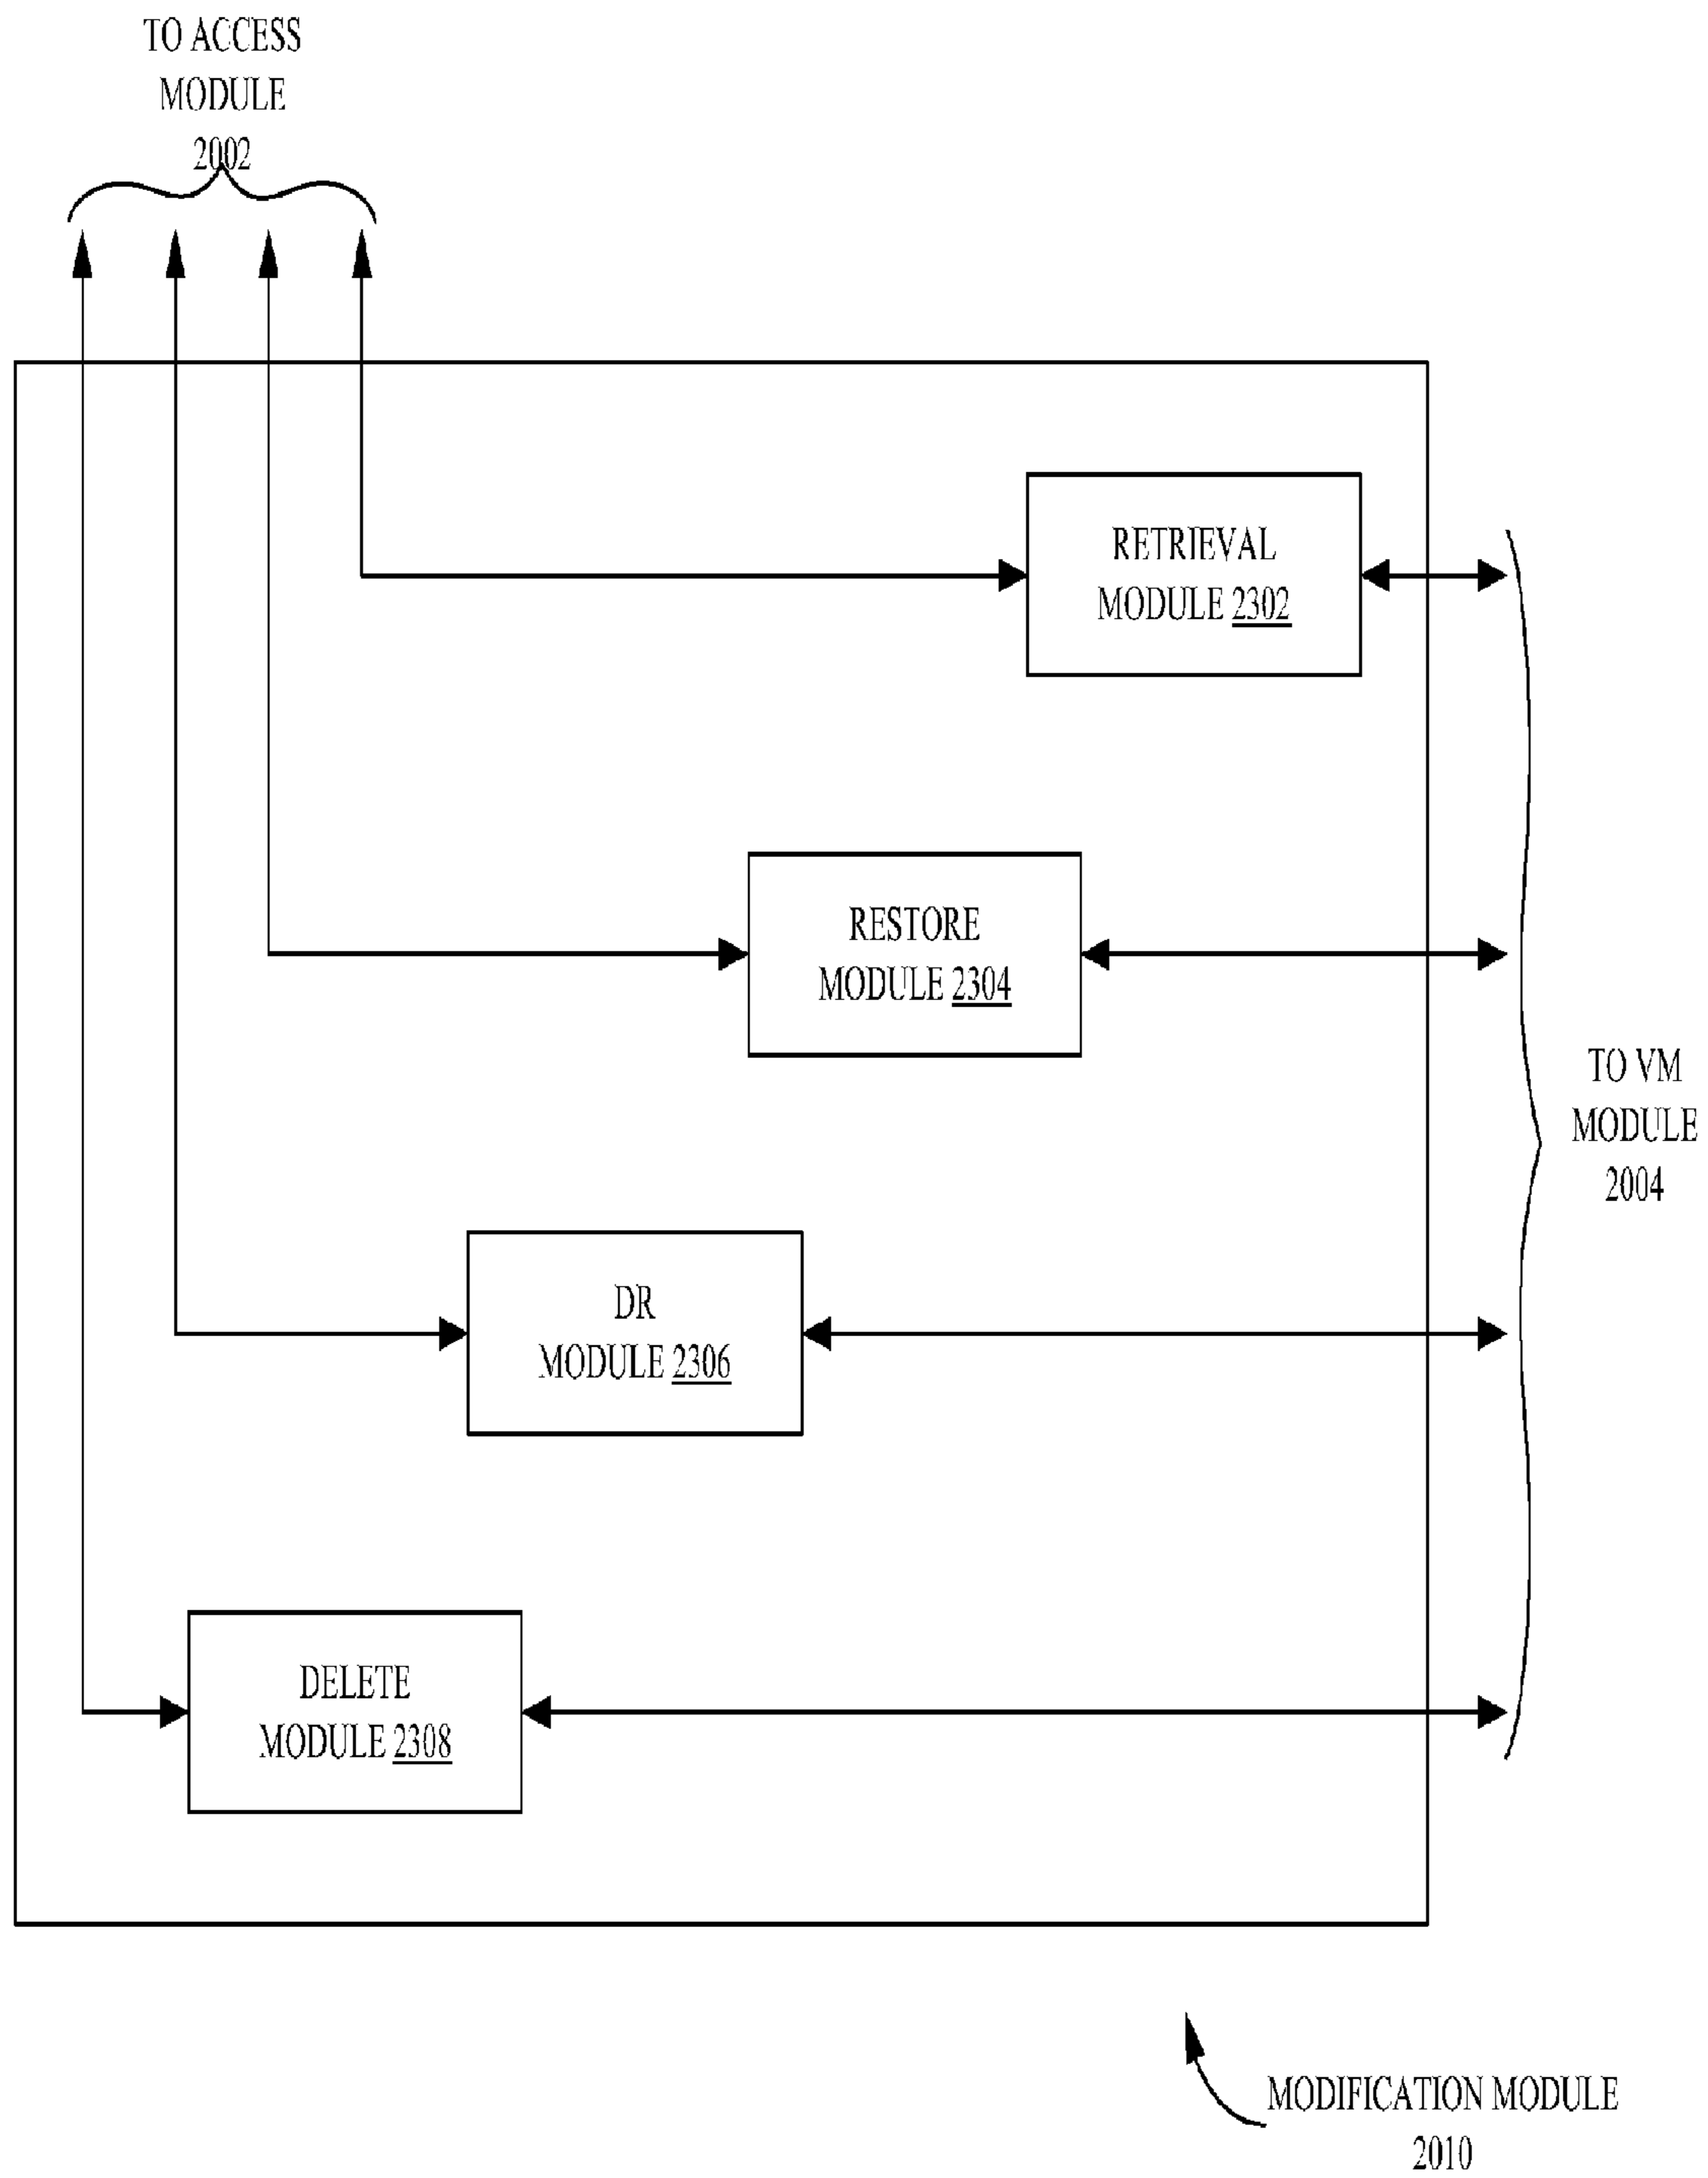 TO ACCESS
MODULE
2002
RETRIEVAL
MODULE 2302
RESTORE
MODULE 2304
TO VM
MODULE
2004
DR
MODULE 2306
DELETE
MODULE 2308
MODIFICATION MODULE
2010